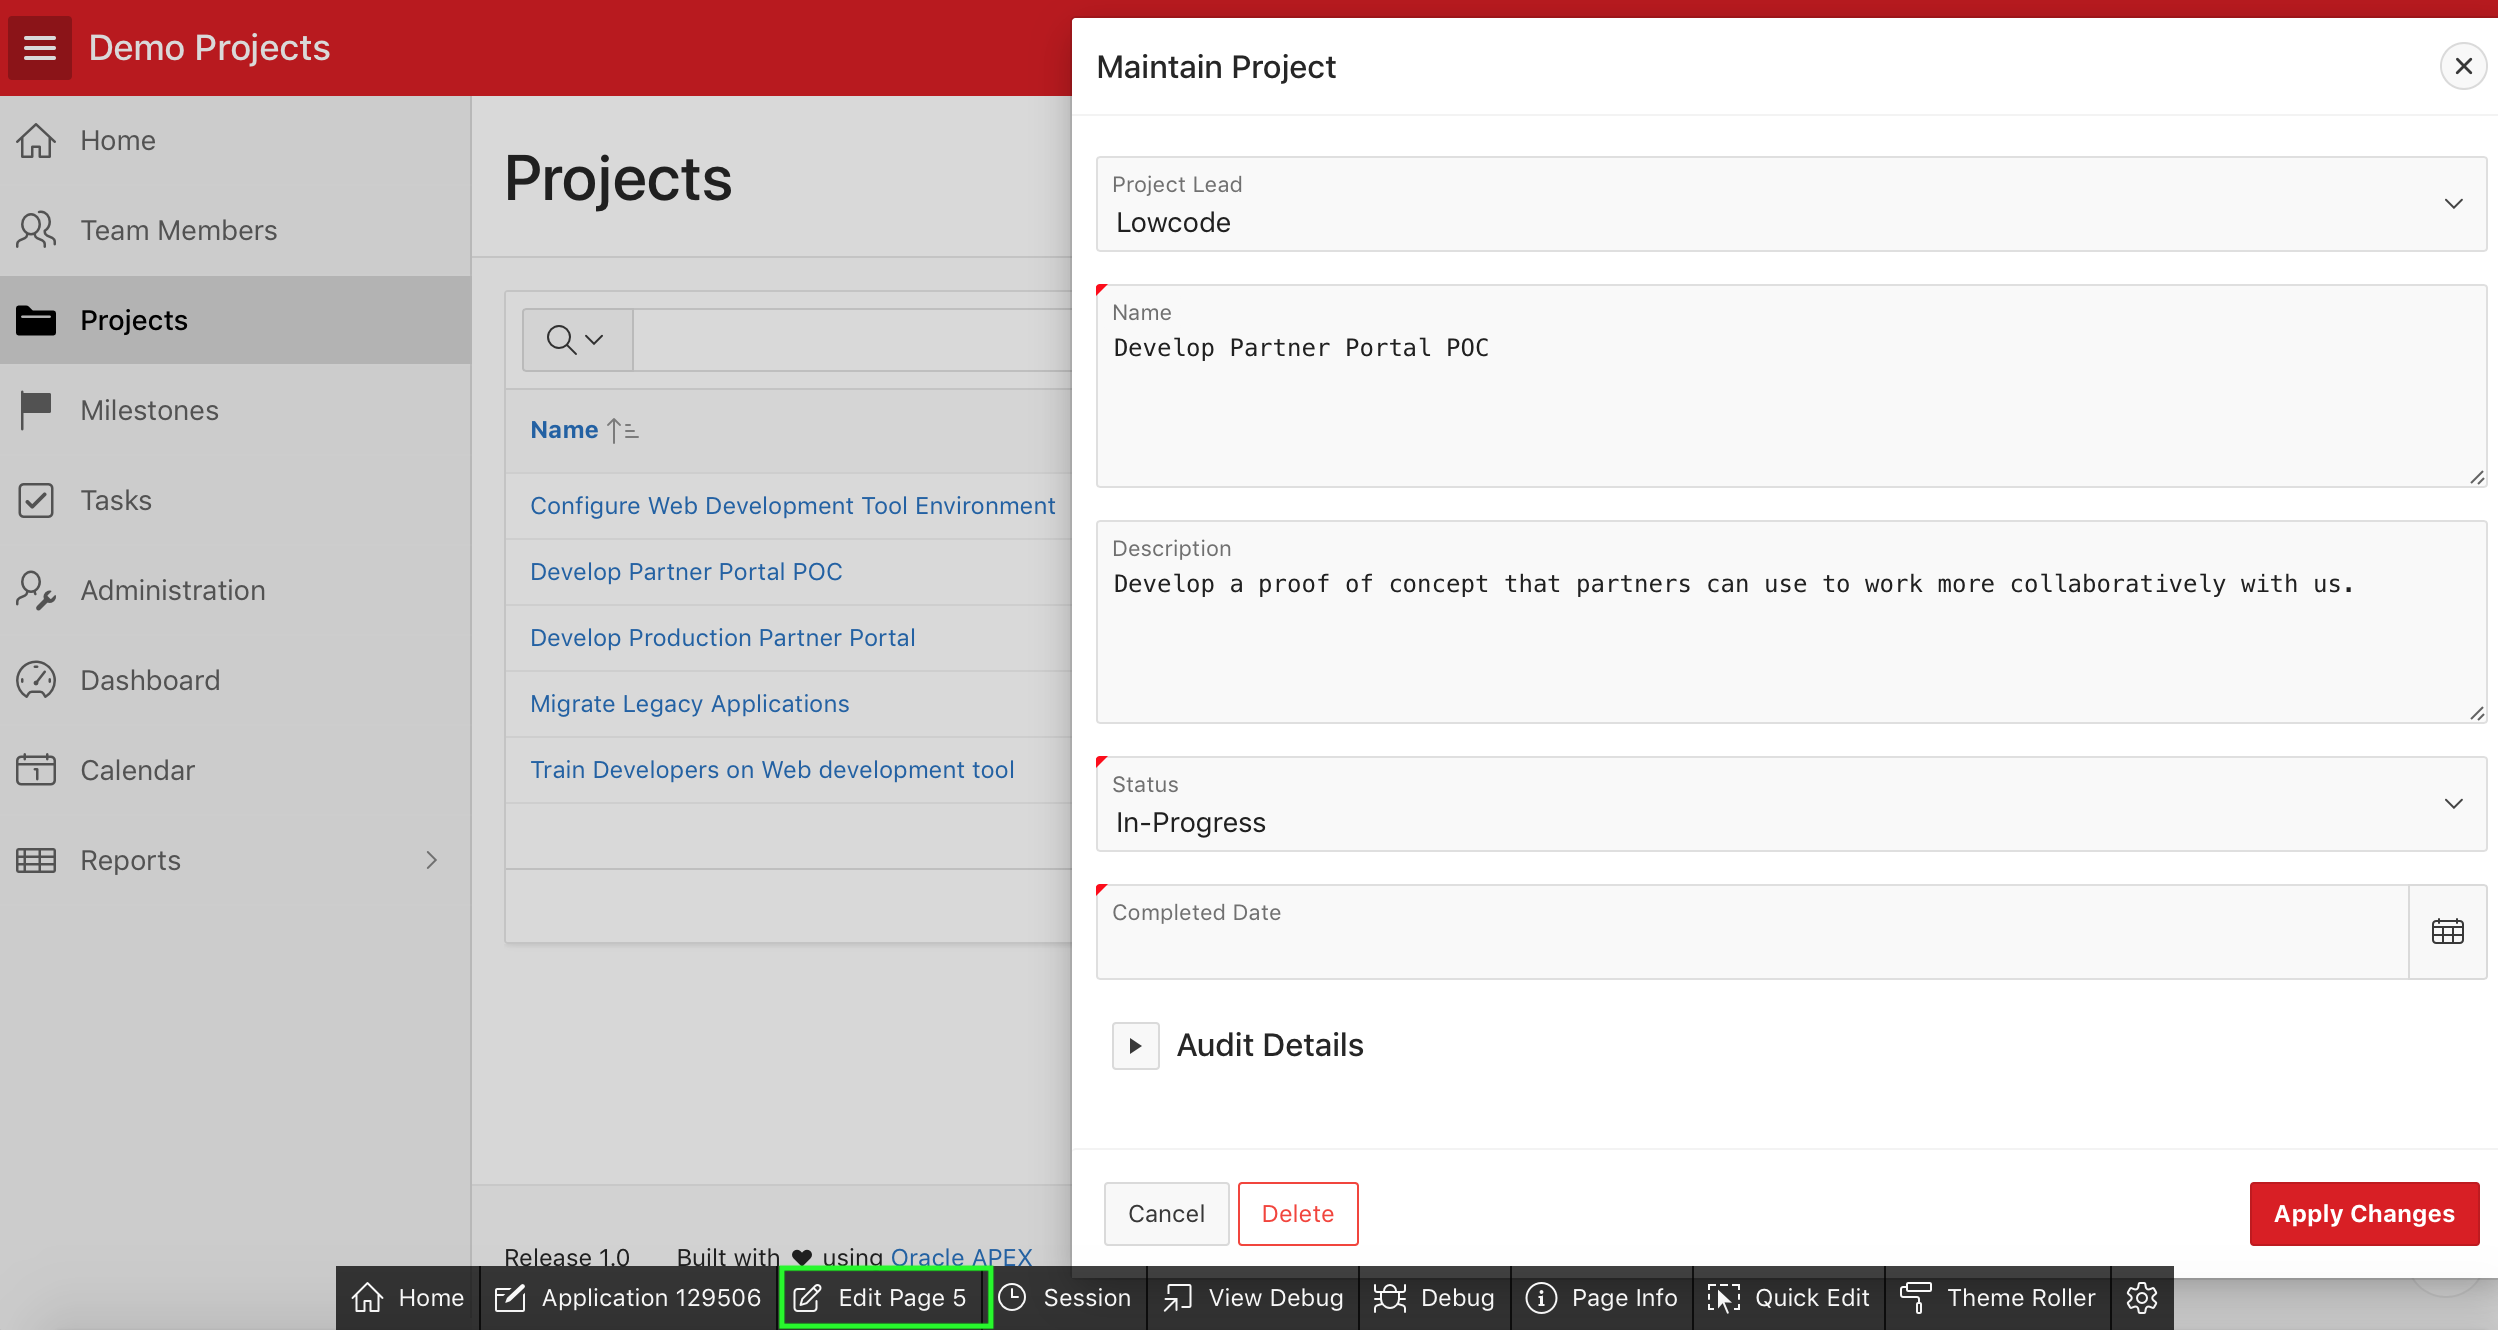 Demo Projects
Home
Team Members
Projects
Milestones
Tasks
Administration
Dashboard
Calendar
1
Reports
Projects
Name
Configure Web Development Tool Environment
Develop Partner Portal POC
Develop Production Partner Portal
Migrate Legacy Applications
Train Developers on Web development tool
Release 1.0 Built with ♥ using Oracle APEX
Maintain Project
Project Lead
Lowcode
Name
Develop Partner Portal POC
Description
Develop a proof of concept that partners can use to work more collaboratively with us.
Status
In-Progress
Completed Date
Audit Details
Cancel Delete Apply Changes
Home Application 129506 Edit Page 5 Session View Debug Debug Page Info Quick Edit Theme Roller